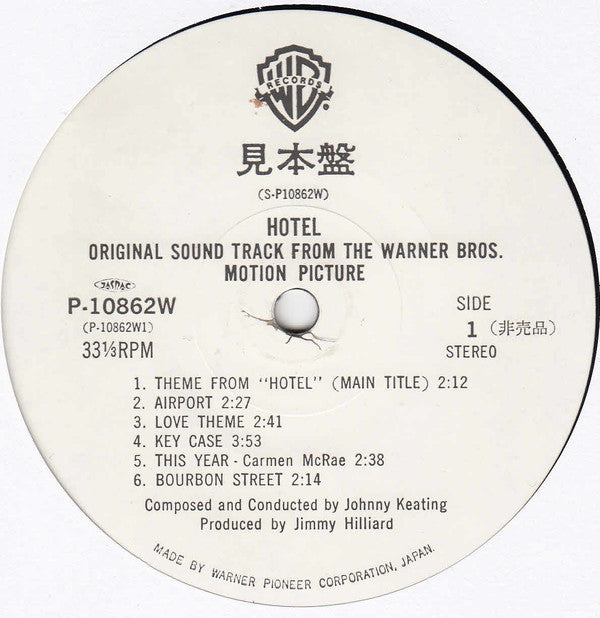 WB
RECORDS
見本盤
(S-P10862W)
HOTEL
ORIGINAL SOUND TRACK FROM THE WARNER BROS.
MOTION PICTURE
JASRAC
P-10862W
(P-10862W1)
33⅓RPM
SIDE
1 (非売品)
STEREO
1. THEME FROM "HOTEL" (MAIN TITLE) 2:12
2. AIRPORT 2:27
3. LOVE THEME 2:41
4. KEY CASE 3:53
5. THIS YEAR - Carmen McRae 2:38
6. BOURBON STREET 2:14
Composed and Conducted by Johnny Keating
Produced by Jimmy Hilliard
MADE BY WARNER PIONEER CORPORATION, JAPAN.